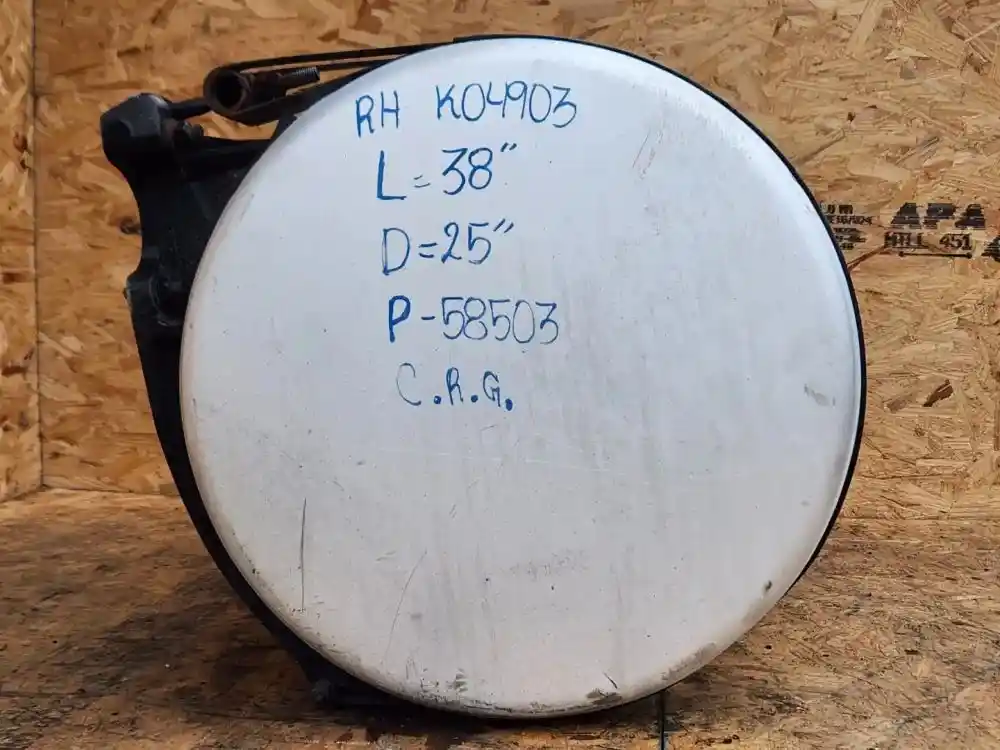 RH K04903
L=38"
D=25"
P-58503
C.R.G.
APA
MILL 451